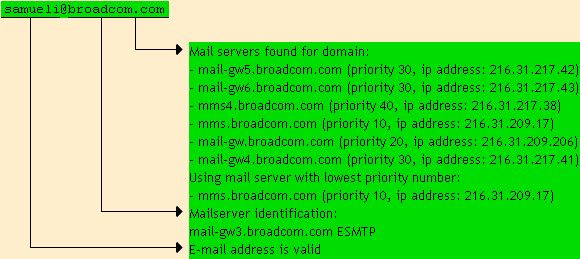 samueli@broadcom.com
Mail servers found for domain:
- mail-gw5.broadcom.com (priority 30, ip address: 216.31.217.42)
- mail-gw6.broadcom.com (priority 30, ip address: 216.31.217.43)
- mms4.broadcom.com (priority 40, ip address: 216.31.217.38)
- mms.broadcom.com (priority 10, ip address: 216.31.209.17)
- mail-gw.broadcom.com (priority 20, ip address: 216.31.209.206)
- mail-gw4.broadcom.com (priority 30, ip address: 216.31.217.41)
Using mail server with lowest priority number:
- mms.broadcom.com (priority 10, ip address: 216.31.209.17)
Mailserver identification:
mail-gw3.broadcom.com ESMTP
E-mail address is valid